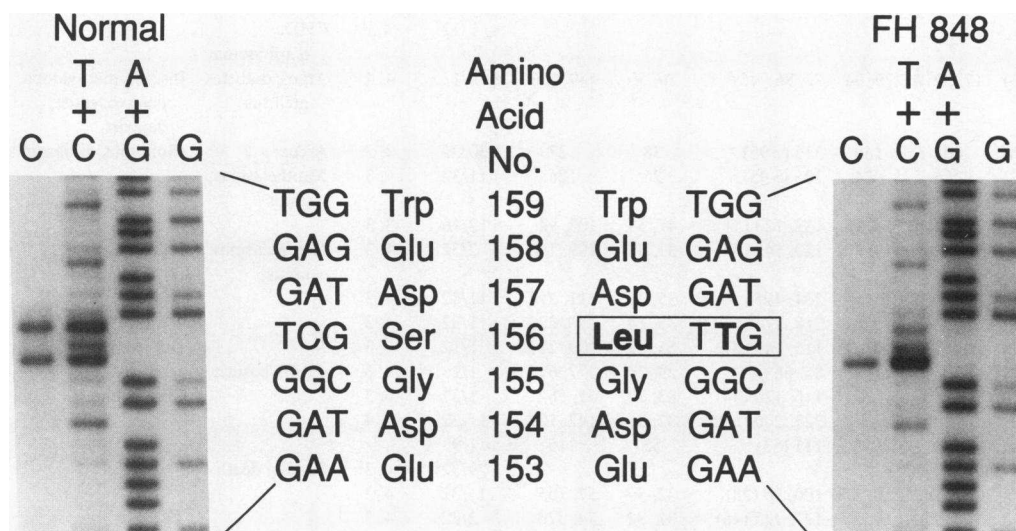 Normal
FH 848
T A
+ +
C C G G
Amino
Acid
No.
T A
+ +
C C G G
TGG Trp 159 Trp TGG
GAG Glu 158 Glu GAG
GAT Asp 157 Asp GAT
TCG Ser 156 Leu TTG
GGC Gly 155 Gly GGC
GAT Asp 154 Asp GAT
GAA Glu 153 Glu GAA